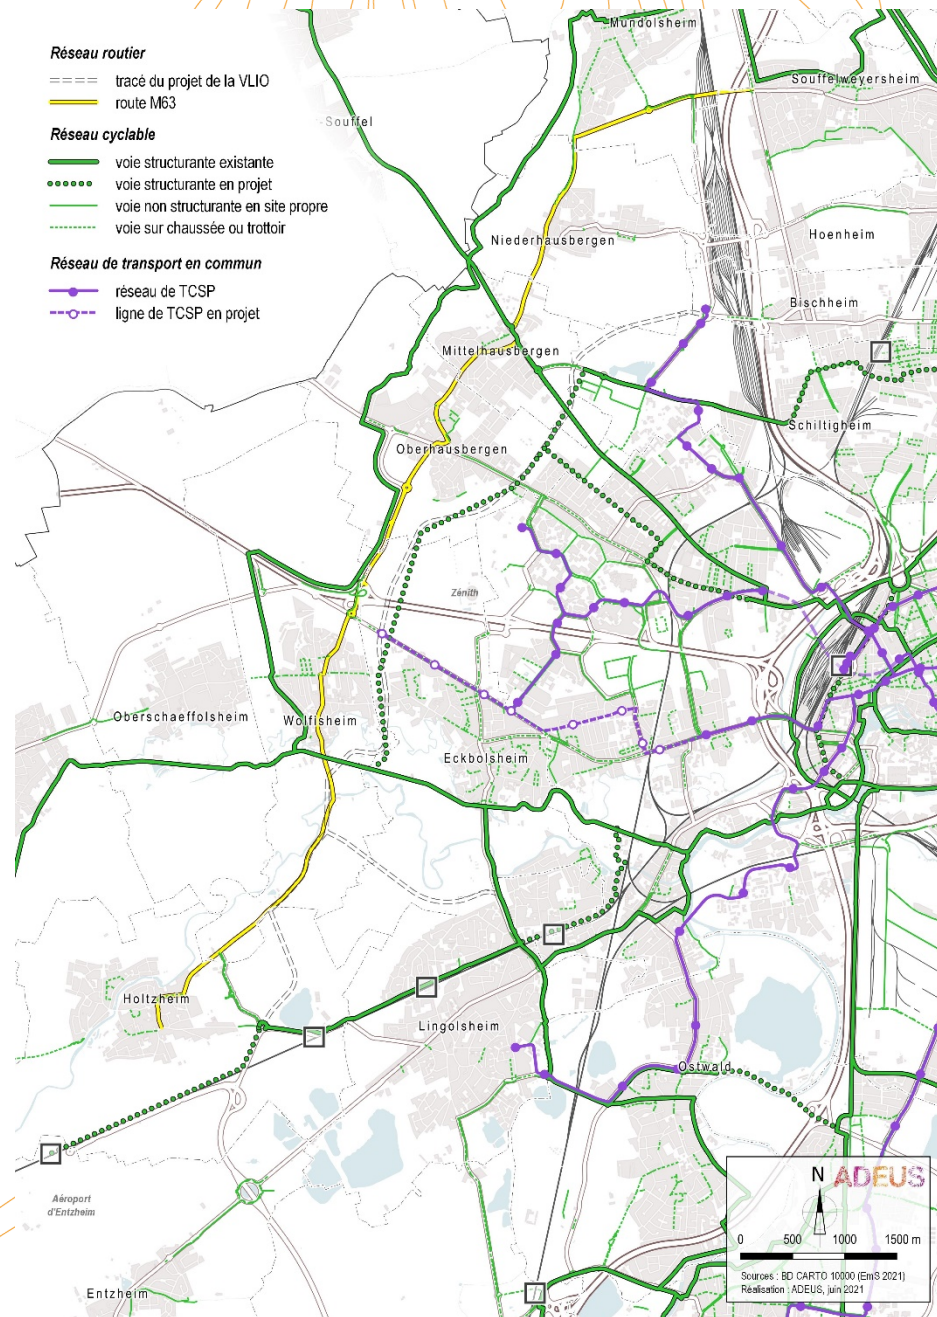 Réseau routier
tracé du projet de la VLIO
route M63
Réseau cyclable
voie structurante existante
voie structurante en projet
voie non structurante en site propre
voie sur chaussée ou trottoir
Réseau de transport en commun
réseau de TCSP
ligne de TCSP en projet
Mundolsheim
Souffelweyersheim
Souffel
Niederhausbergen
Hoenheim
Bischheim
Mittelhausbergen
Schiltigheim
Oberhausbergen
Zénith
Oberschaeffolsheim
Wolfisheim
Eckbolsheim
Holtzheim
Lingolsheim
Ostwald
Aéroport
d'Entzheim
Entzheim
N
ADEUS
0 500 1000 1500 m
Sources : BD CARTO 10000 (EmS 2021)
Réalisation : ADEUS, juin 2021